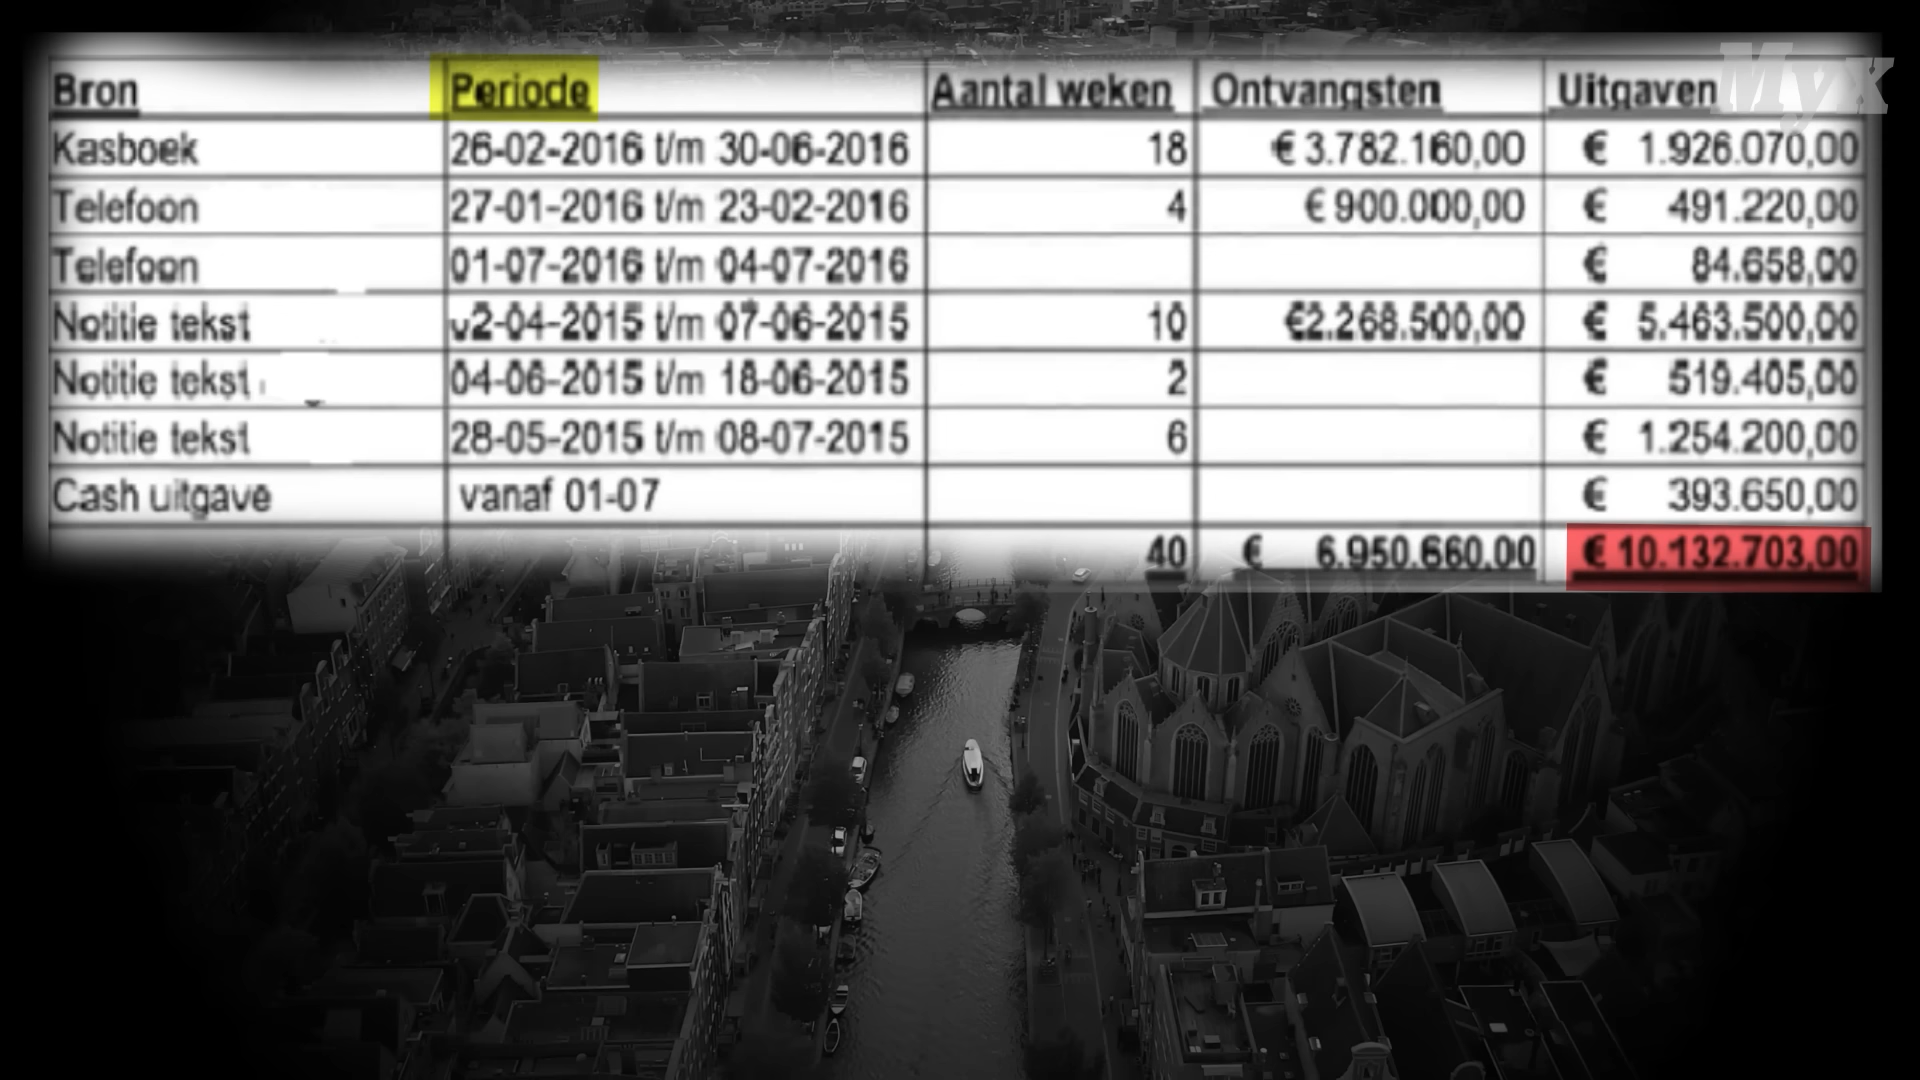 Myx
Bron Periode Aantal weken Ontvangsten Uitgaven
Kasboek 26-02-2016 t/m 30-06-2016 18 € 3.782.160,00 € 1.926.070,00
Telefoon 27-01-2016 t/m 23-02-2016 4 € 900.000,00 € 491.220,00
Telefoon 01-07-2016 t/m 04-07-2016 € 84.658,00
Notitie tekst v2-04-2015 t/m 07-06-2015 10 €2.268.500,00 € 5.463.500,00
Notitie tekst 04-06-2015 t/m 18-06-2015 2 € 519.405,00
Notitie tekst 28-05-2015 t/m 08-07-2015 6 € 1.254.200,00
Cash uitgave vanaf 01-07 € 393.650,00
40 € 6.950.660,00 € 10.132.703,00